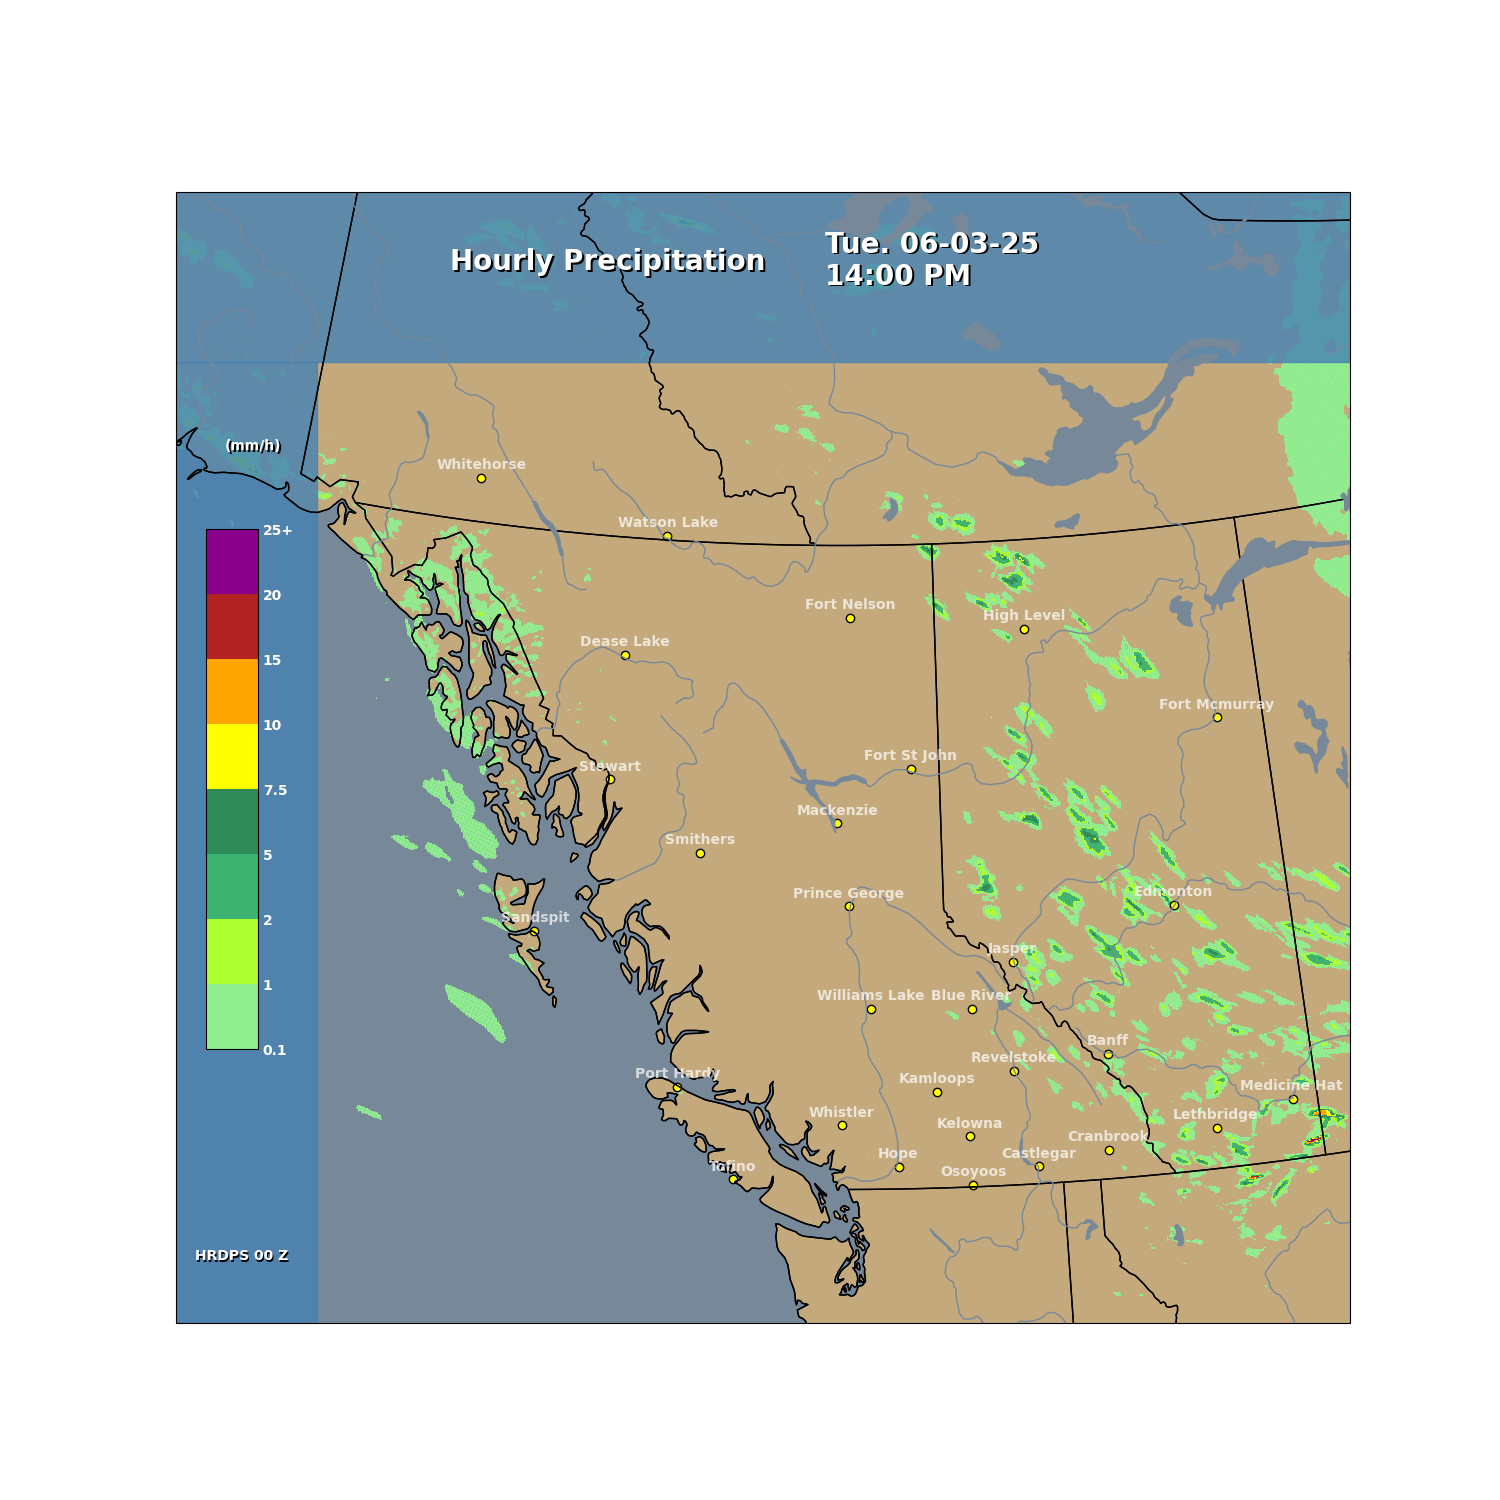 Hourly Precipitation
Tue. 06-03-25
14:00 PM
(mm/h)
25+
20
15
10
7.5
5
2
1
0.1
HRDPS 00 Z
Whitehorse
Watson Lake
Fort Nelson
High Level
Dease Lake
Fort Mcmurray
Fort St John
Stewart
Mackenzie
Smithers
Prince George
Edmonton
Sandspit
Jasper
Williams Lake
Blue River
Banff
Revelstoke
Port Hardy
Kamloops
Medicine Hat
Whistler
Lethbridge
Kelowna
Cranbrook
Hope
Castlegar
Tofino
Osoyoos